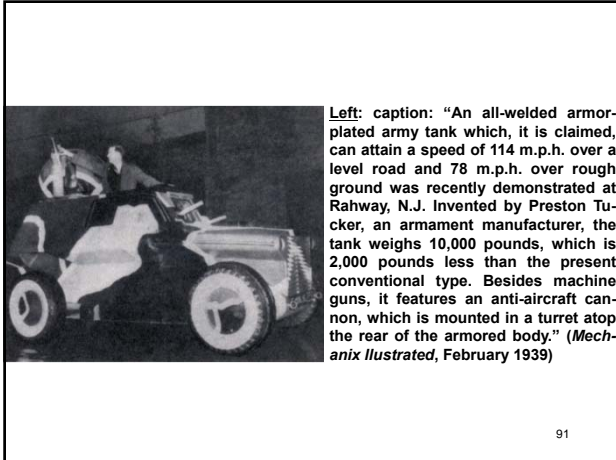 Left: caption: “An all-welded armor-
plated army tank which, it is claimed,
can attain a speed of 114 m.p.h. over a
level road and 78 m.p.h. over rough
ground was recently demonstrated at
Rahway, N.J. Invented by Preston Tu-
cker, an armament manufacturer, the
tank weighs 10,000 pounds, which is
2,000 pounds less than the present
conventional type. Besides machine
guns, it features an anti-aircraft can-
non, which is mounted in a turret atop
the rear of the armored body.” (Mech-
anix Ilustrated, February 1939)
91